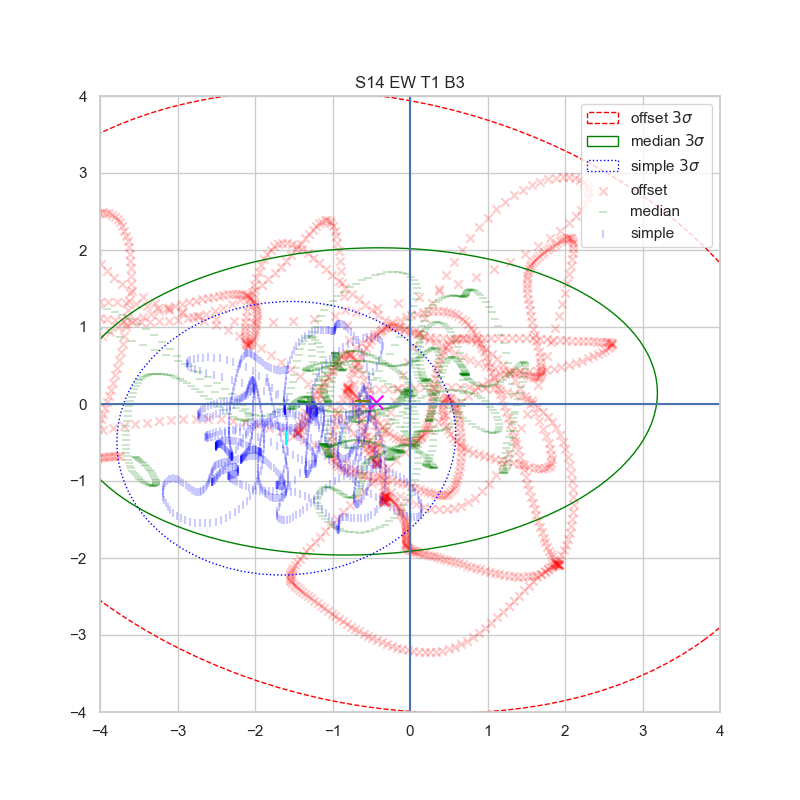 S14 EW T1 B3
offset 3σ
median 3σ
simple 3σ
offset
median
simple
4
3
2
1
0
−1
−2
−3
−4
−4 −3 −2 −1 0 1 2 3 4